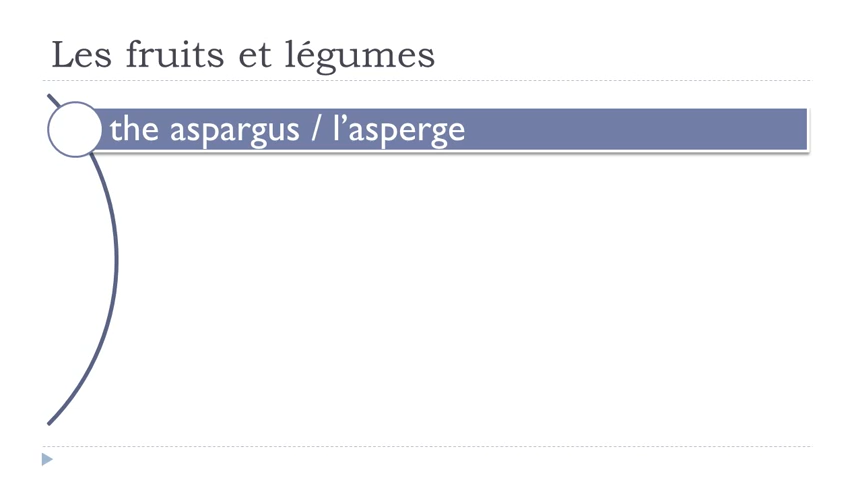 Les fruits et légumes
the aspargus / l’asperge